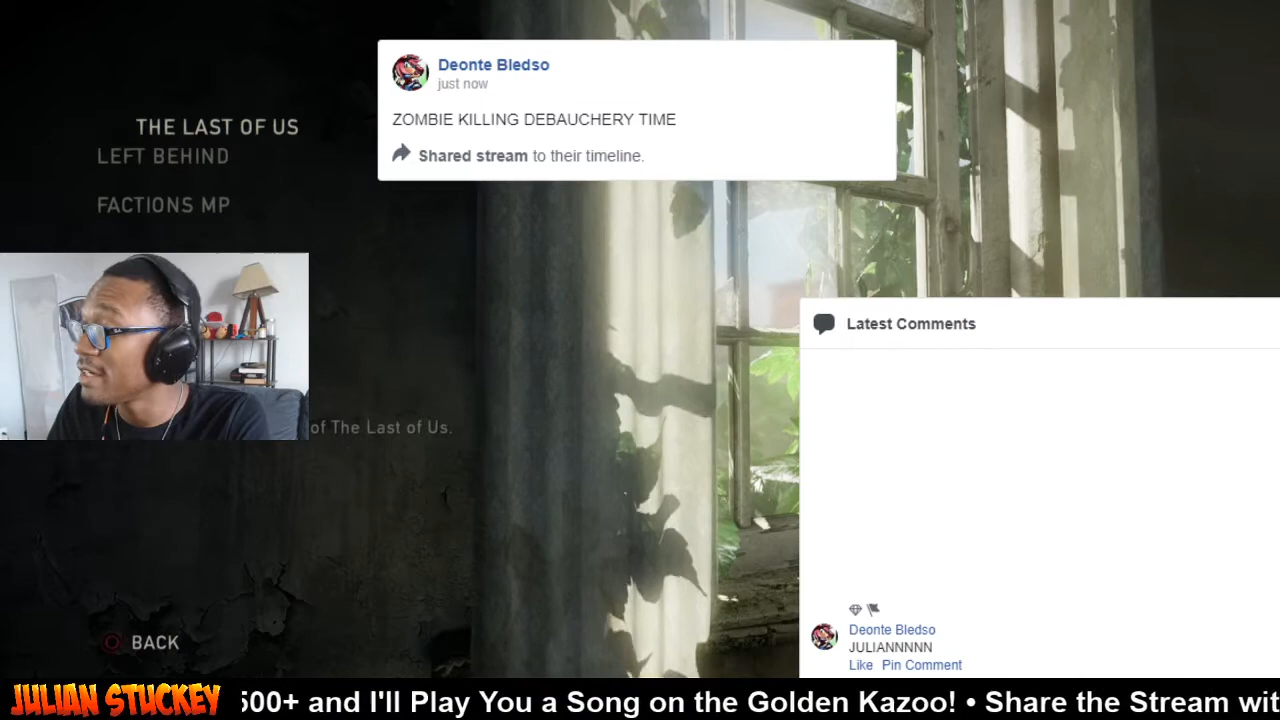 Deonte Bledso
just now
ZOMBIE KILLING DEBAUCHERY TIME
Shared stream to their timeline.
THE LAST OF US
LEFT BEHIND
FACTIONS MP
of The Last of Us.
BACK
Latest Comments
Deonte Bledso
JULIANNNNN
Like Pin Comment
JULIAN STUCKEY
500+ and I'll Play You a Song on the Golden Kazoo! • Share the Stream wit